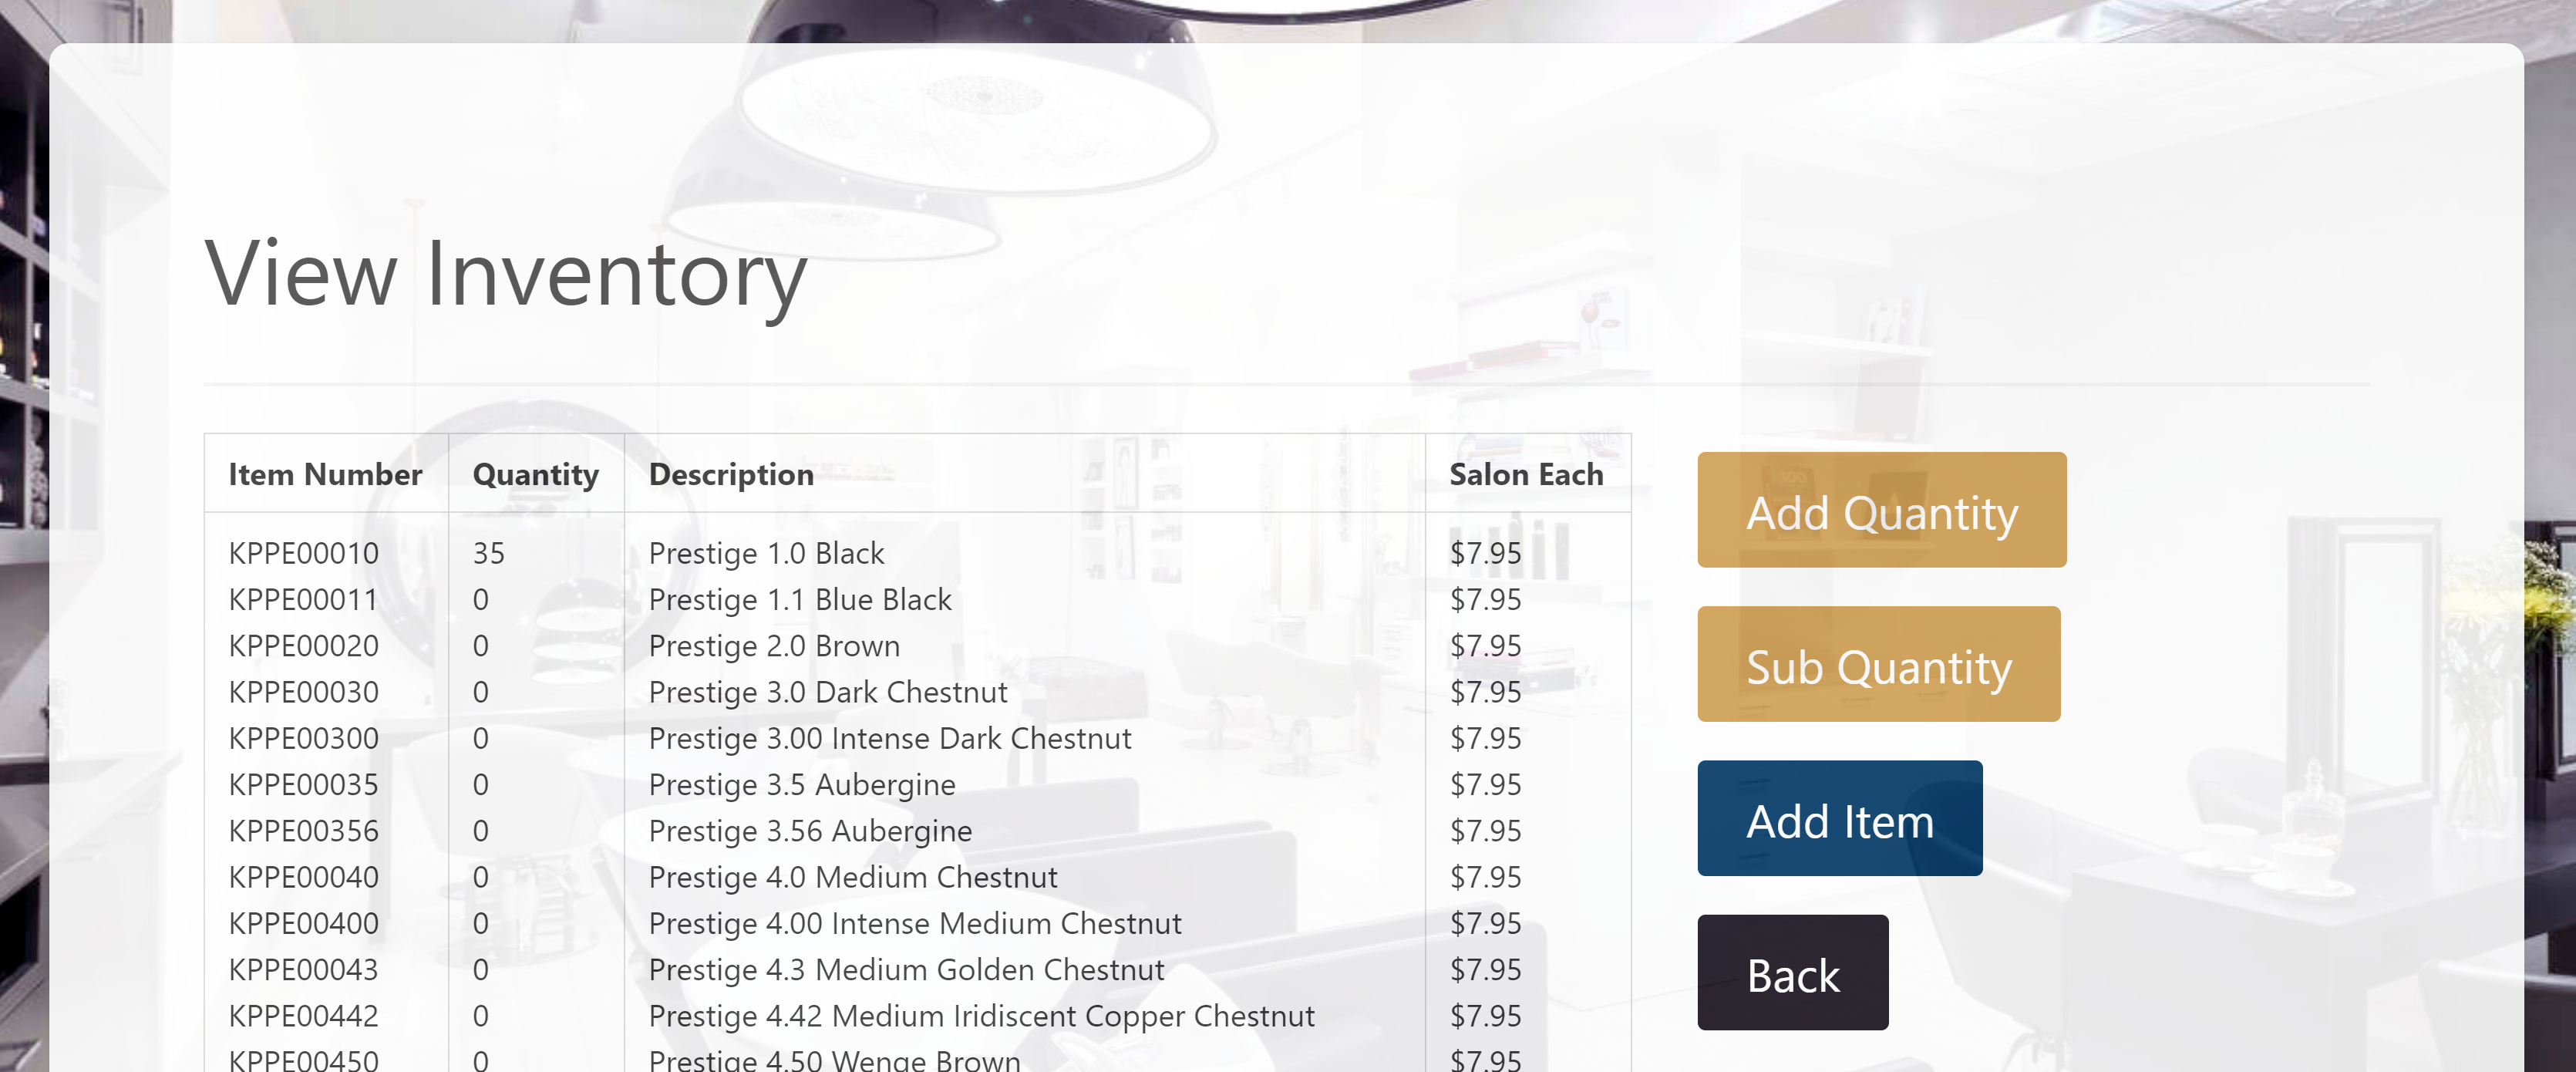 View Inventory
Item Number Quantity Description Salon Each
KPPE00010 35 Prestige 1.0 Black $7.95
KPPE00011 0 Prestige 1.1 Blue Black $7.95
KPPE00020 0 Prestige 2.0 Brown $7.95
KPPE00030 0 Prestige 3.0 Dark Chestnut $7.95
KPPE00300 0 Prestige 3.00 Intense Dark Chestnut $7.95
KPPE00035 0 Prestige 3.5 Aubergine $7.95
KPPE00356 0 Prestige 3.56 Aubergine $7.95
KPPE00040 0 Prestige 4.0 Medium Chestnut $7.95
KPPE00400 0 Prestige 4.00 Intense Medium Chestnut $7.95
KPPE00043 0 Prestige 4.3 Medium Golden Chestnut $7.95
KPPE00442 0 Prestige 4.42 Medium Iridiscent Copper Chestnut $7.95
KPPE00450 0 Prestige 4.50 Wenge Brown $7.95
Add Quantity
Sub Quantity
Add Item
Back